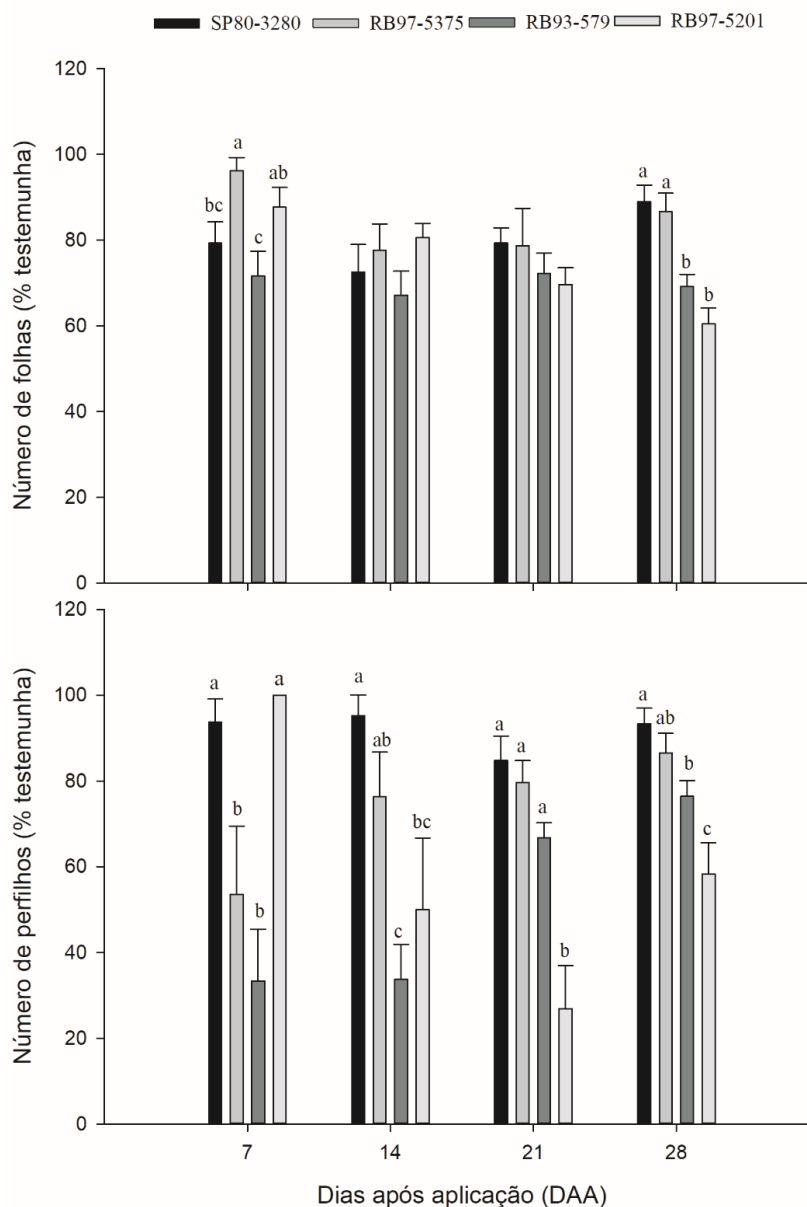 SP80-3280 RB97-5375 RB93-579 RB97-5201
Número de folhas (% testemunha)
120
100
80
60
40
20
0
bc a c ab
a a b b
Número de perfilhos (% testemunha)
120
100
80
60
40
20
0
a b b a
a ab c bc
a a a b
a ab b c
7 14 21 28
Dias após aplicação (DAA)